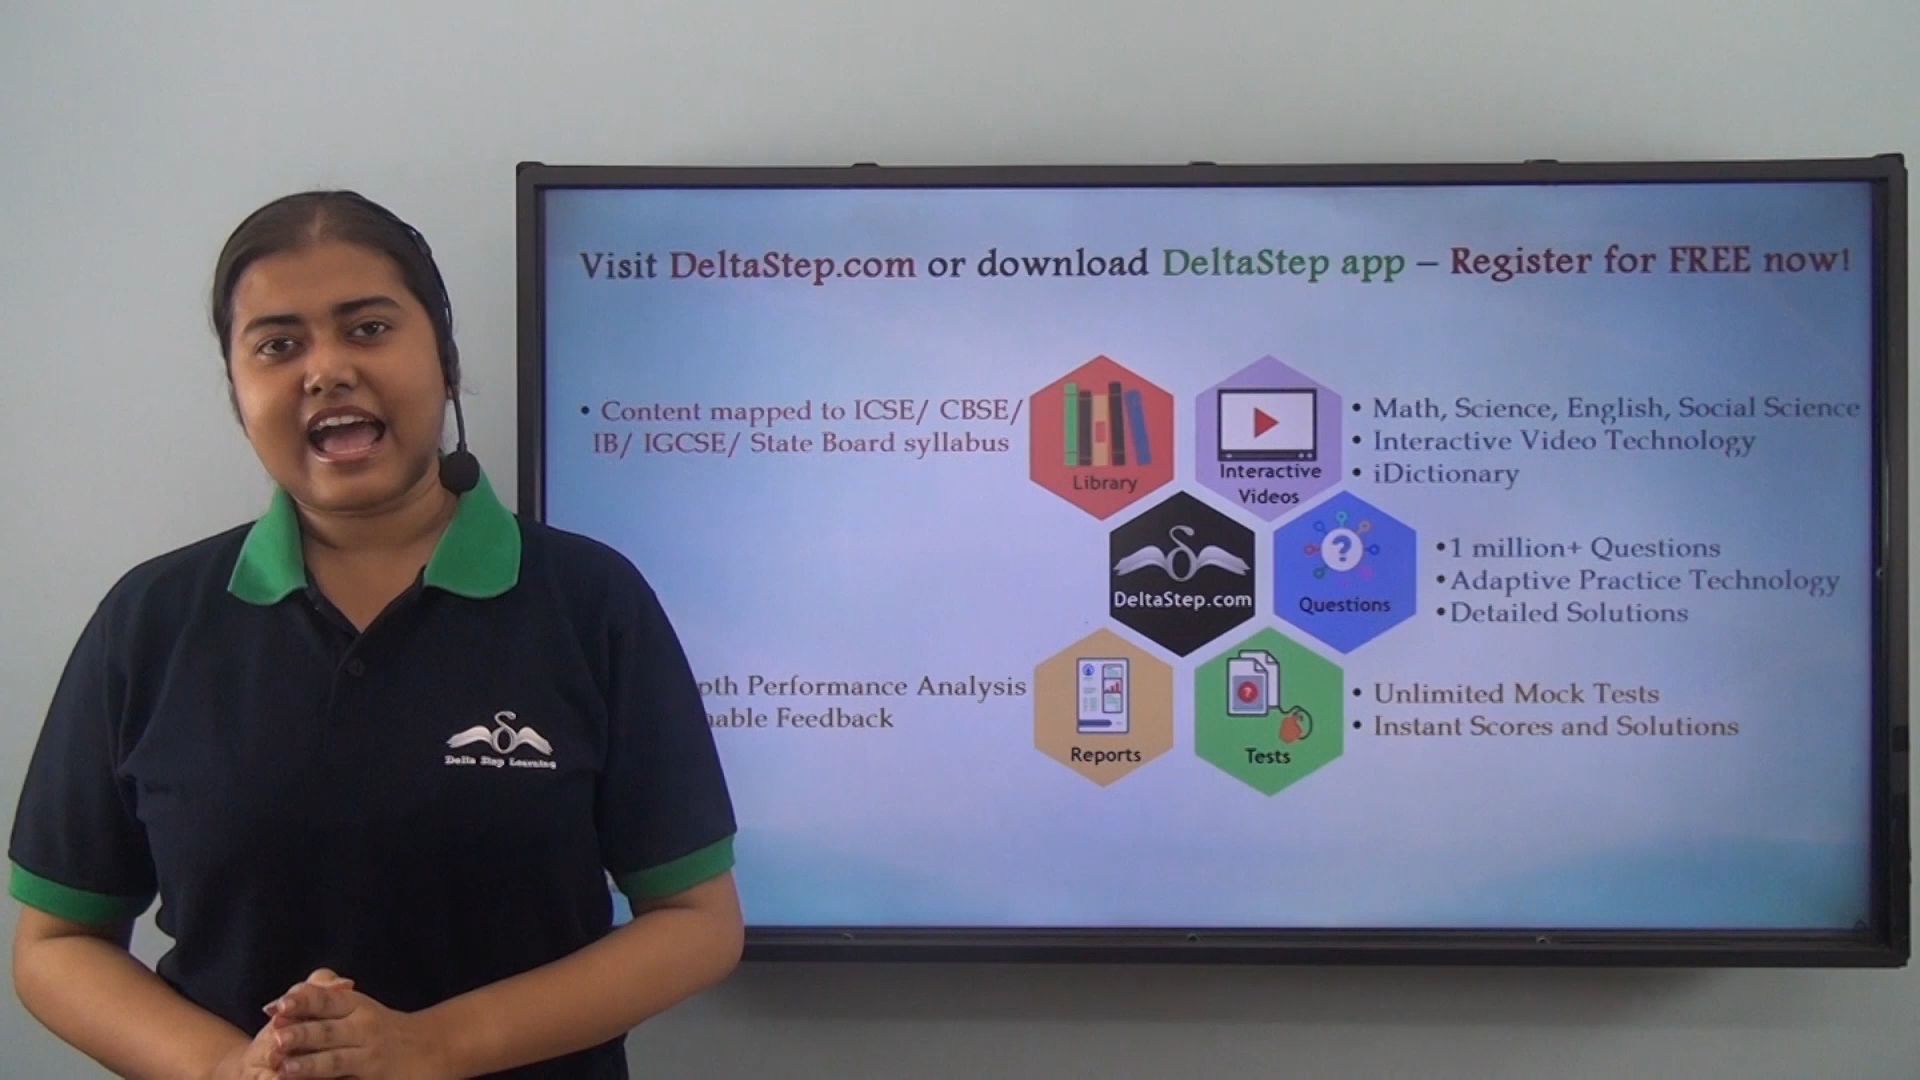 Visit DeltaStep.com or download DeltaStep app – Register for FREE now!
• Content mapped to ICSE/ CBSE/
IB/ IGCSE/ State Board syllabus
Library
Interactive
Videos
• Math, Science, English, Social Science
• Interactive Video Technology
• iDictionary
DeltaStep.com
Questions
•1 million+ Questions
•Adaptive Practice Technology
•Detailed Solutions
Performance Analysis
Feedback
Reports
Tests
• Unlimited Mock Tests
• Instant Scores and Solutions
Delta Step Learning